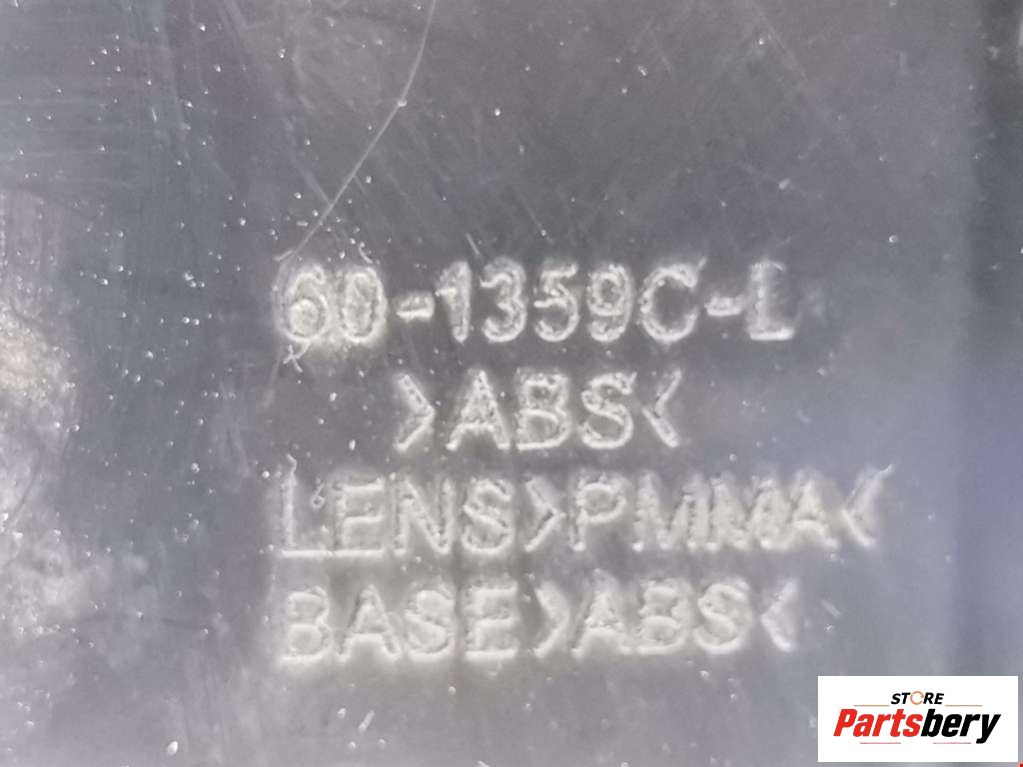 60-1359C-L
>ABS<
LENS>PMMA<
BASE>ABS<
STORE
Partsbery